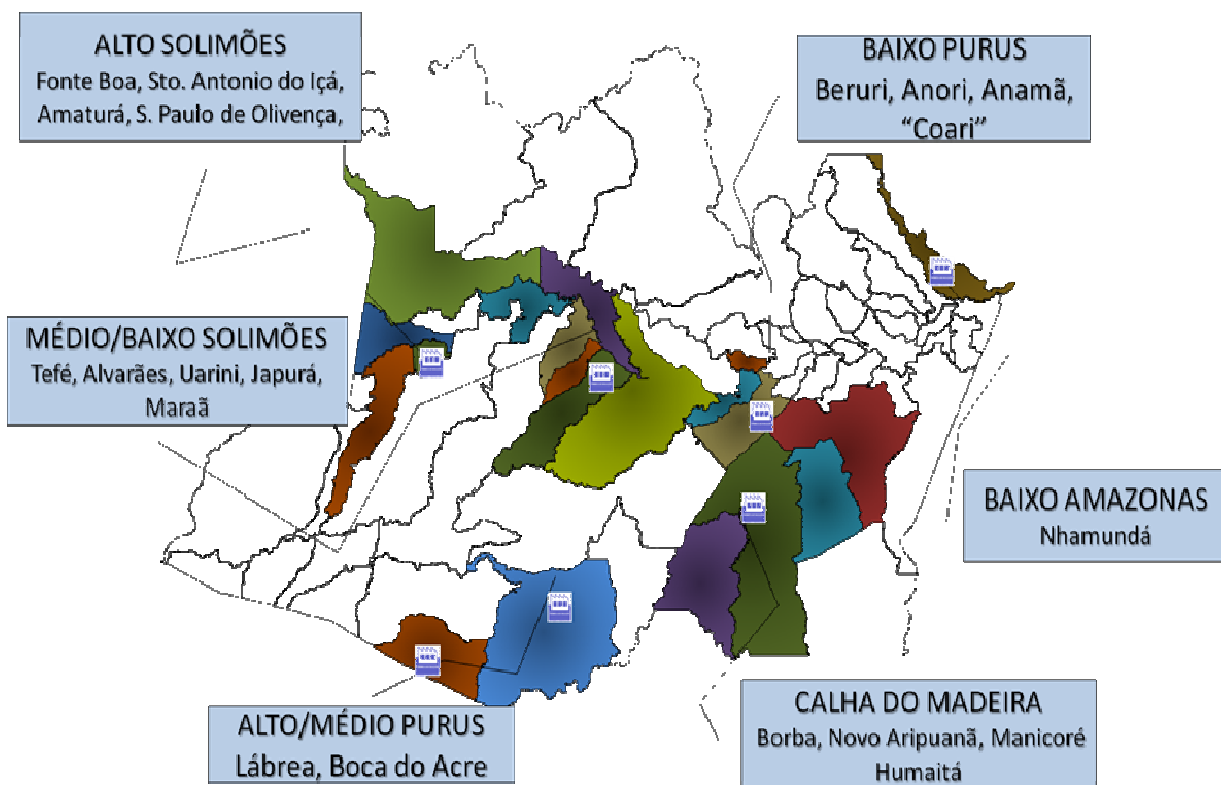 ALTO SOLIMÕES
Fonte Boa, Sto. Antonio do Içá,
Amaturá, S. Paulo de Olivença,
BAIXO PURUS
Beruri, Anori, Anamã,
“Coari”
MÉDIO/BAIXO SOLIMÕES
Tefé, Alvarães, Uarini, Japurá,
Maraã
BAIXO AMAZONAS
Nhamundá
ALTO/MÉDIO PURUS
Lábrea, Boca do Acre
CALHA DO MADEIRA
Borba, Novo Aripuanã, Manicoré
Humaitá